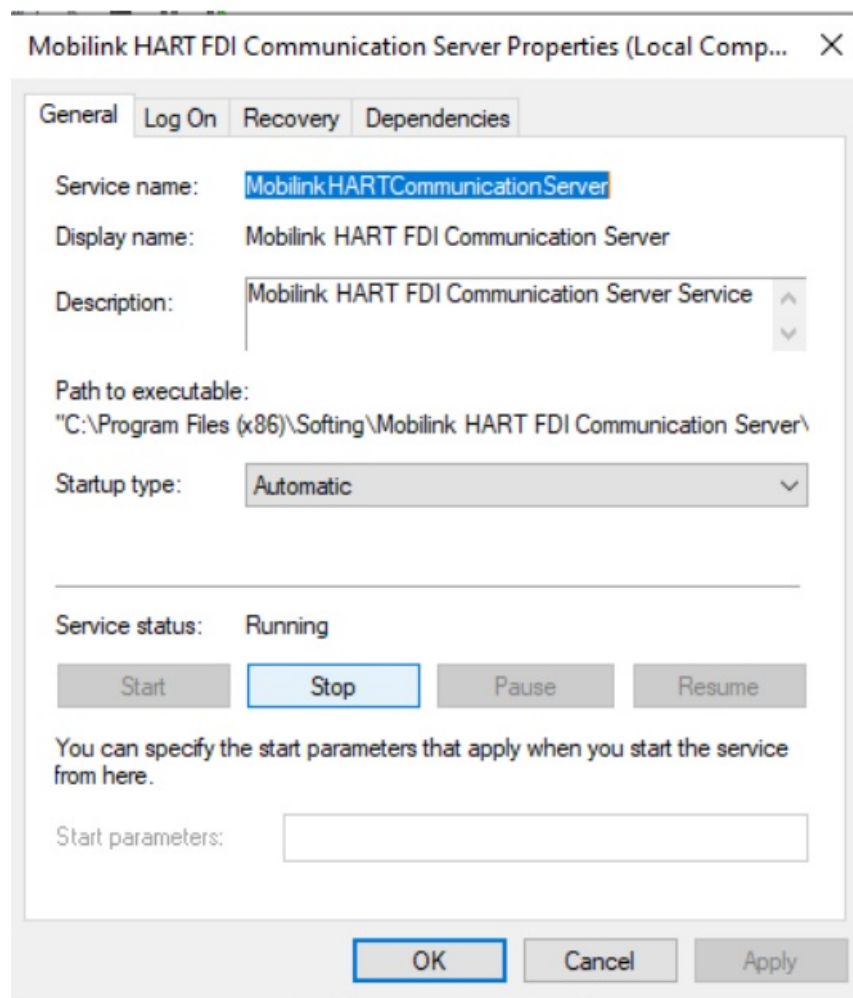 Mobilink HART FDI Communication Server Properties (Local Comp...
General Log On Recovery Dependencies
Service name: MobilinkHARTCommunicationServer
Display name: Mobilink HART FDI Communication Server
Description: Mobilink HART FDI Communication Server Service
Path to executable:
"C:\Program Files (x86)\Softing\Mobilink HART FDI Communication Server\
Startup type: Automatic
Service status: Running
Start Stop Pause Resume
You can specify the start parameters that apply when you start the service
from here.
Start parameters:
OK Cancel Apply